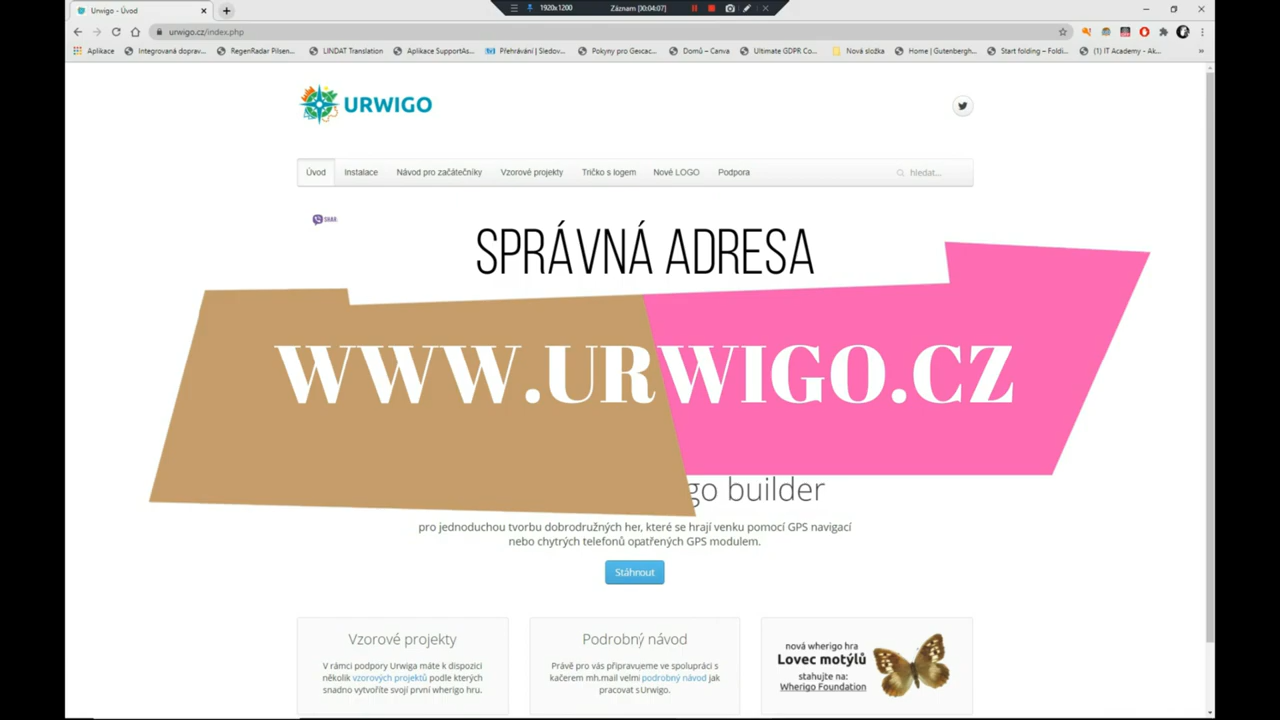 Urwigo - Úvod
1920x1200
Záznam [00:04:07]
urwigo.cz/index.php
Aplikace
Integrovaná doprav...
RegenRadar Pilsen...
LINDAT Translation
Aplikace SupportAs...
Přehrávání | Sledov...
Pokyny pro Geocac...
Domů – Canva
Ultimate GDPR Co...
Nová složka
Home | Gutenbergh...
Start folding – Foldi...
(1) IT Academy - Ak...
URWIGO
Úvod
Instalace
Návod pro začátečníky
Vzorové projekty
Tričko s logem
Nové LOGO
Podpora
hledat...
SPRÁVNÁ ADRESA
WWW.URWIGO.CZ
go builder
pro jednoduchou tvorbu dobrodružných her, které se hrají venku pomocí GPS navigací
nebo chytrých telefonů opatřených GPS modulem.
Stáhnout
Vzorové projekty
V rámci podpory Urwiga máte k dispozici
několik vzorových projektů podle kterých
snadno vytvoříte svojí první wherigo hru.
Podrobný návod
Právě pro vás připravujeme ve spolupráci s
kačerem mh.mail velmi podrobný návod jak
pracovat s Urwigo.
nová wherigo hra
Lovec motýlů
stahujte na:
Wherigo Foundation